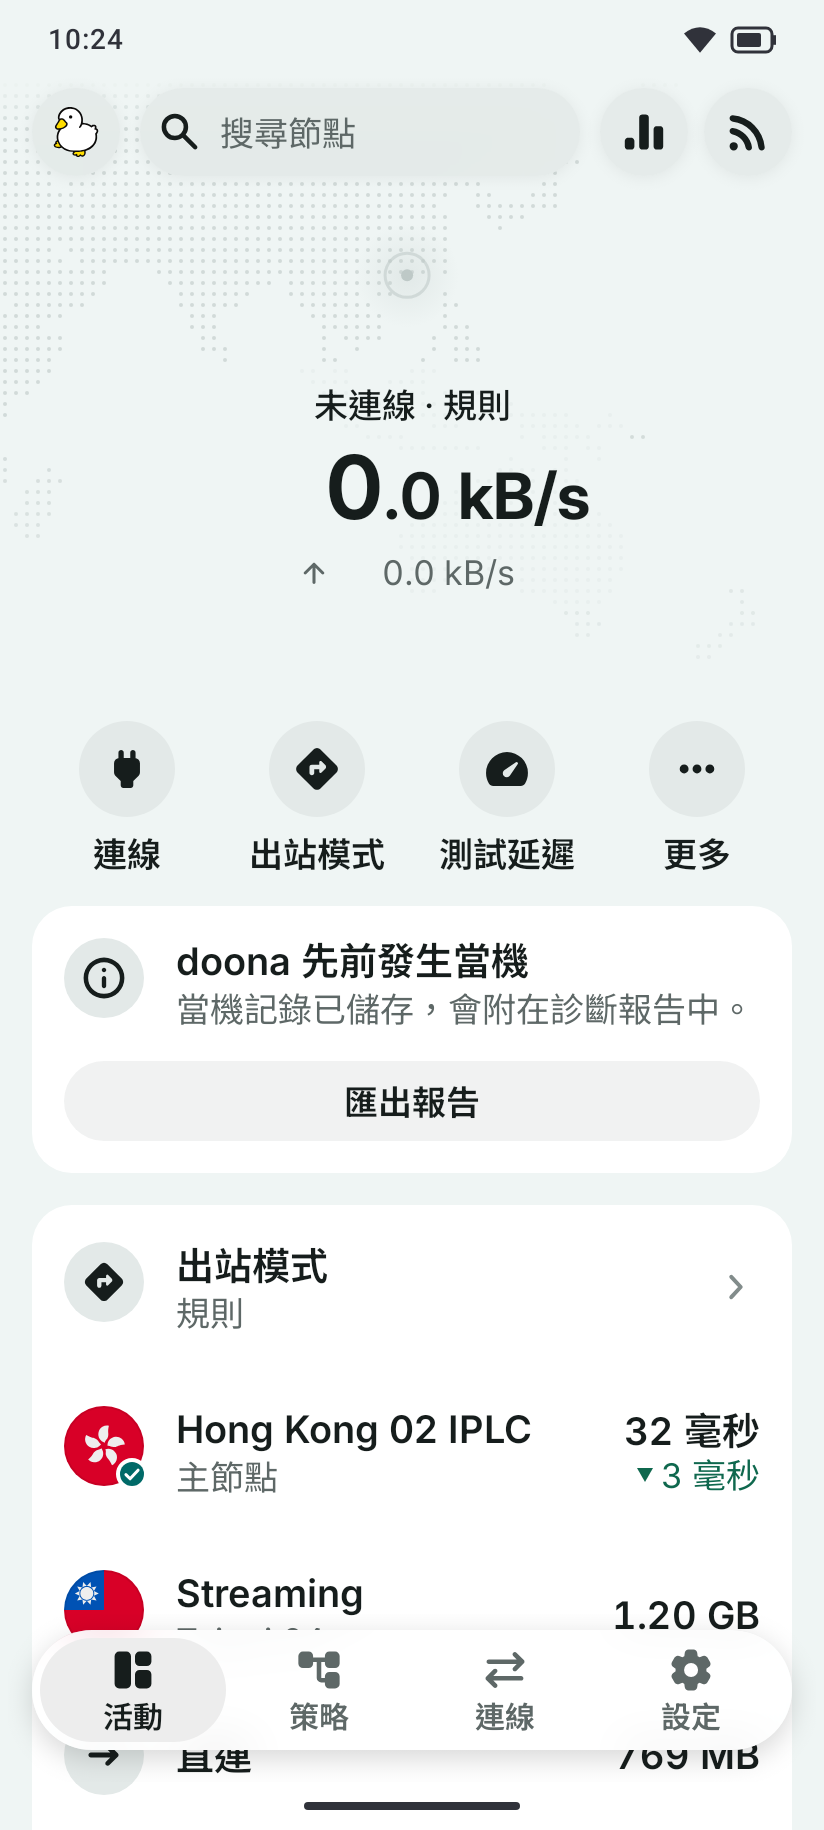 10:24
搜尋節點
未連線 · 規則
0.0 kB/s
↑ 0.0 kB/s
連線
出站模式
測試延遲
更多
doona 先前發生當機
當機記錄已儲存，會附在診斷報告中。
匯出報告
出站模式
規則
Hong Kong 02 IPLC
32 毫秒
主節點
▼3 毫秒
Streaming
1.20 GB
活動
策略
連線
設定
直連
769 MB